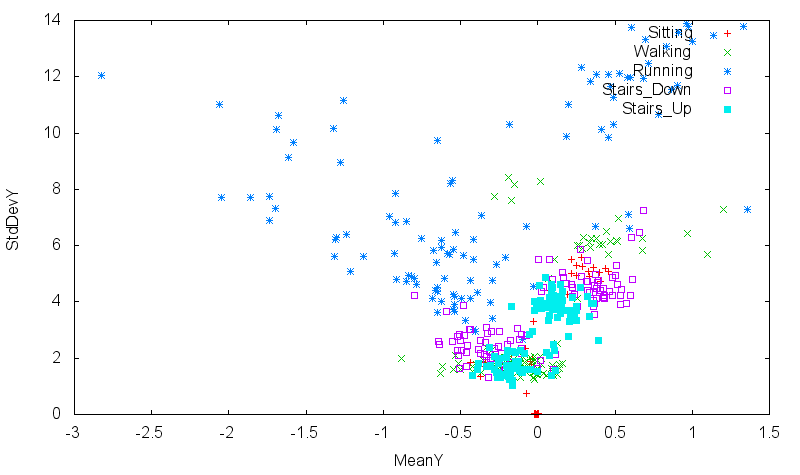 14
12
10
8
6
4
2
0
StdDevY
Sitting
Walking
Running
Stairs_Down
Stairs_Up
-3 -2.5 -2 -1.5 -1 -0.5 0 0.5 1 1.5
MeanY